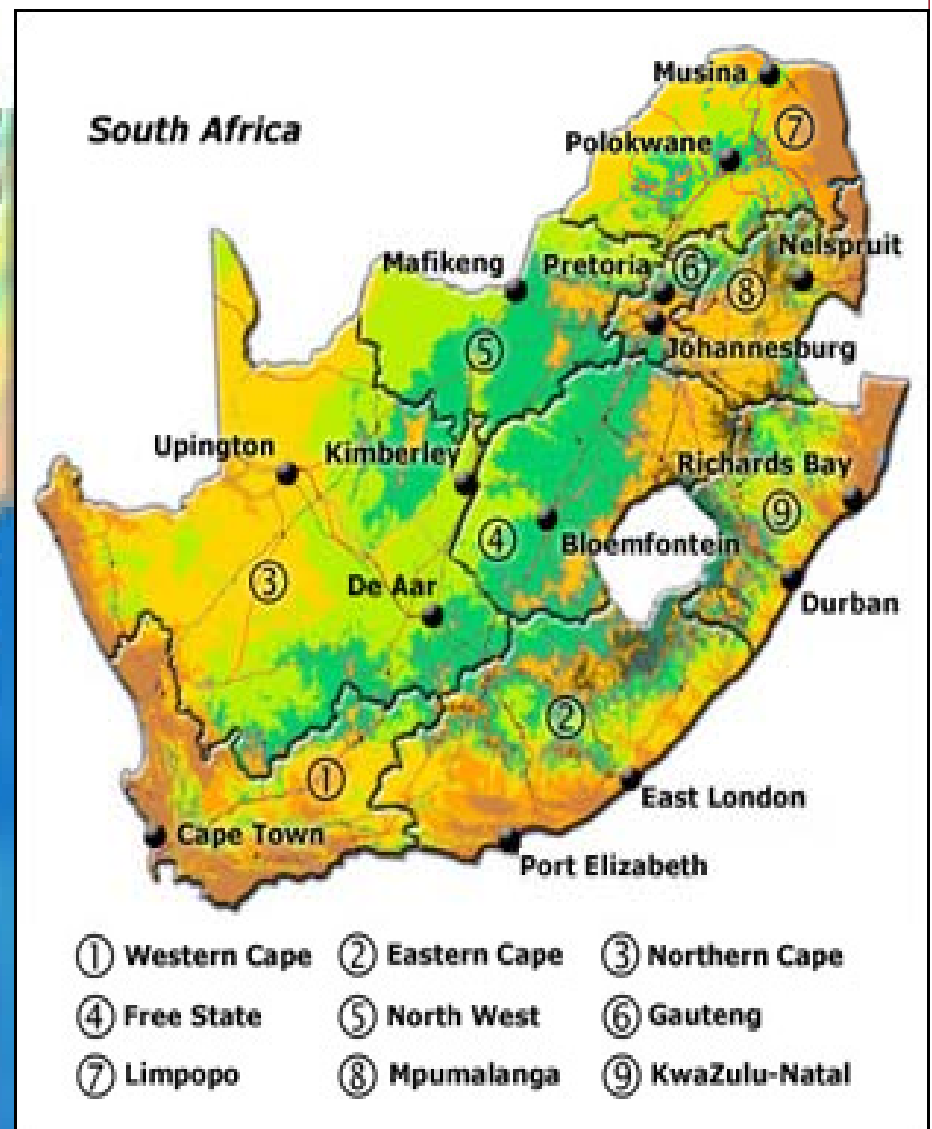 South Africa
Musina
⑦
Polokwane
Nelspruit
Mafikeng
Pretoria
⑥
⑧
Johannesburg
⑤
Upington
Kimberley
Richards Bay
⑨
④
Bloemfontein
③
De Aar
Durban
②
①
East London
Cape Town
Port Elizabeth
① Western Cape ② Eastern Cape ③ Northern Cape
④ Free State ⑤ North West ⑥ Gauteng
⑦ Limpopo ⑧ Mpumalanga ⑨ KwaZulu-Natal